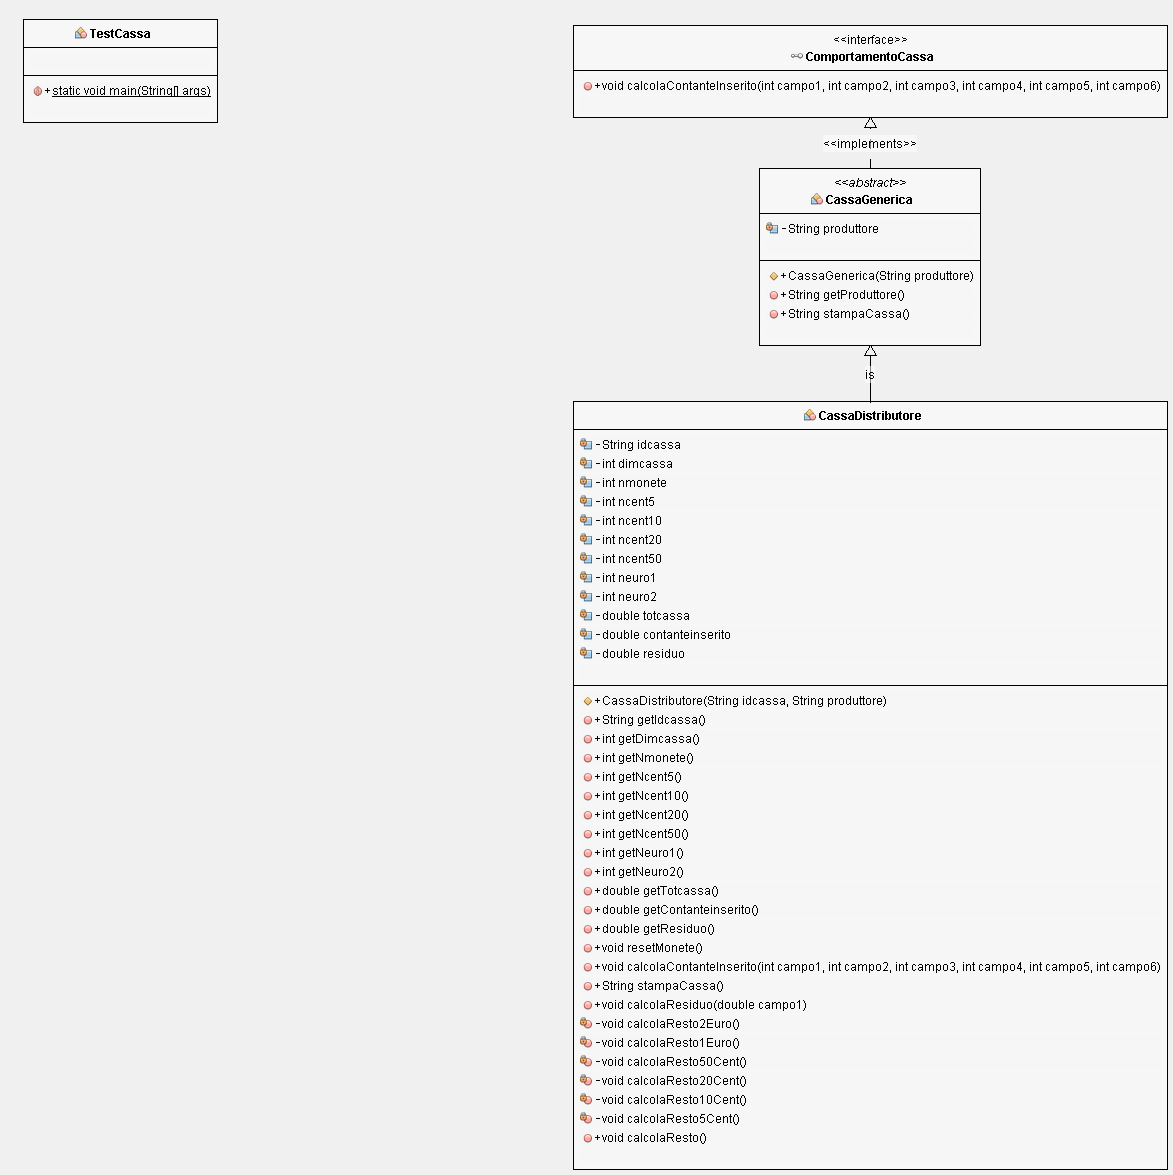 TestCassa
+ static void main(String[] args)
<<interface>>
ComportamentoCassa
+void calcolaContanteInserito(int campo1, int campo2, int campo3, int campo4, int campo5, int campo6)
<<implements>>
<<abstract>>
CassaGenerica
-String produttore
+CassaGenerica(String produttore)
+String getProduttore()
+String stampaCassa()
is
CassaDistributore
-String idcassa
-int dimcassa
-int nmonete
-int ncent5
-int ncent10
-int ncent20
-int ncent50
-int neuro1
-int neuro2
-double totcassa
-double contanteinserito
-double residuo
+CassaDistributore(String idcassa, String produttore)
+String getIdcassa()
+int getDimcassa()
+int getNmonete()
+int getNcent5()
+int getNcent10()
+int getNcent20()
+int getNcent50()
+int getNeuro1()
+int getNeuro2()
+double getTotcassa()
+double getContanteinserito()
+double getResiduo()
+void resetMonete()
+void calcolaContanteInserito(int campo1, int campo2, int campo3, int campo4, int campo5, int campo6)
+String stampaCassa()
+void calcolaResiduo(double campo1)
-void calcolaResto2Euro()
-void calcolaResto1Euro()
-void calcolaResto50Cent()
-void calcolaResto20Cent()
-void calcolaResto10Cent()
-void calcolaResto5Cent()
+void calcolaResto()